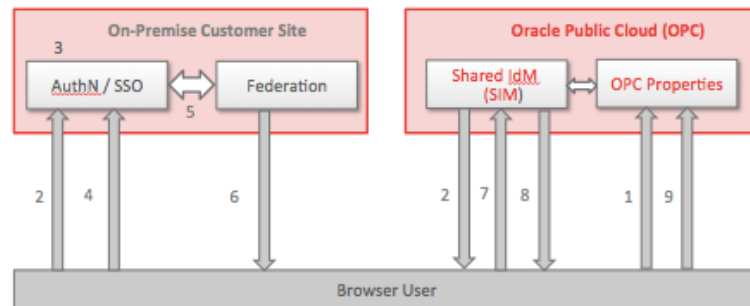 On-Premise Customer Site
Oracle Public Cloud (OPC)
3
AuthN / SSO
Federation
5
Shared IdM
(SIM)
OPC Properties
2
4
6
2
7
8
1
9
Browser User